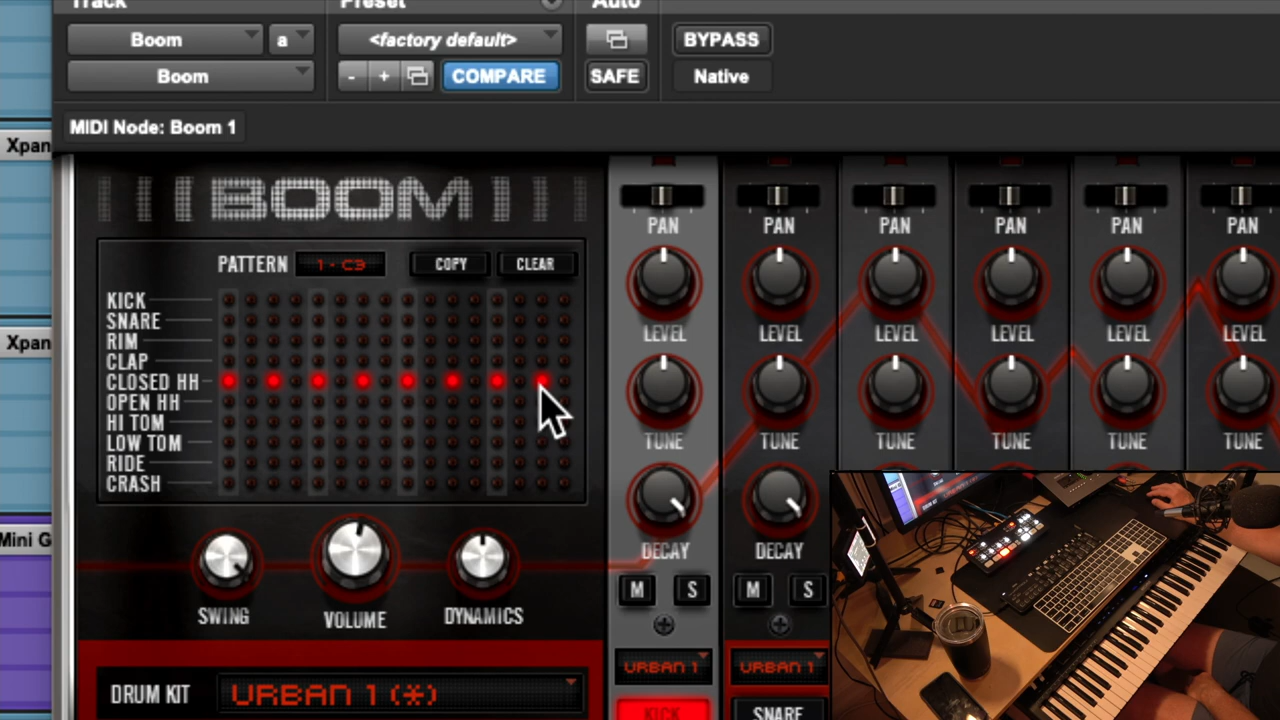 Track Preset Auto
Boom a <factory default> BYPASS
Boom - + COMPARE SAFE Native
MIDI Node: Boom 1
Xpan
Xpan
Mini G
BOOM
PATTERN 1 - C3 COPY CLEAR
KICK
SNARE
RIM
CLAP
CLOSED HH
OPEN HH
HI TOM
LOW TOM
RIDE
CRASH
SWING VOLUME DYNAMICS
DRUM KIT URBAN 1 (*)
PAN PAN PAN PAN PAN PAN
LEVEL LEVEL LEVEL LEVEL LEVEL LEVEL
TUNE TUNE TUNE TUNE TUNE TUNE
DECAY DECAY
M S M S
URBAN 1 URBAN 1
KICK SNARE